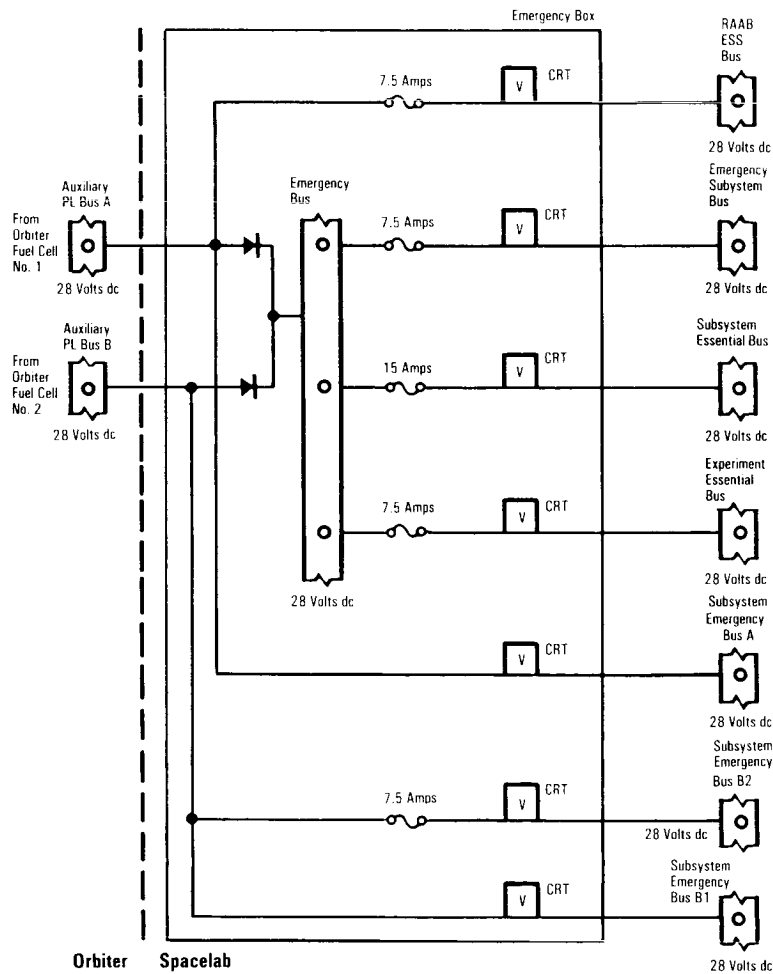 Emergency Box
RAAB
ESS
Bus
7.5 Amps
V
CRT
28 Volts dc
Auxiliary
PL Bus A
From
Orbiter
Fuel Cell
No. 1
28 Volts dc
Emergency
Bus
7.5 Amps
V
CRT
Emergency
Subystem
Bus
28 Volts dc
Auxiliary
PL Bus B
From
Orbiter
Fuel Cell
No. 2
28 Volts dc
15 Amps
V
CRT
Subsystem
Essential Bus
28 Volts dc
7.5 Amps
V
CRT
Experiment
Essential
Bus
28 Volts dc
28 Volts dc
V
CRT
Subsystem
Emergency
Bus A
28 Volts dc
7.5 Amps
V
CRT
Subsystem
Emergency
Bus B2
28 Volts dc
V
CRT
Subsystem
Emergency
Bus B1
28 Volts dc
Orbiter
Spacelab